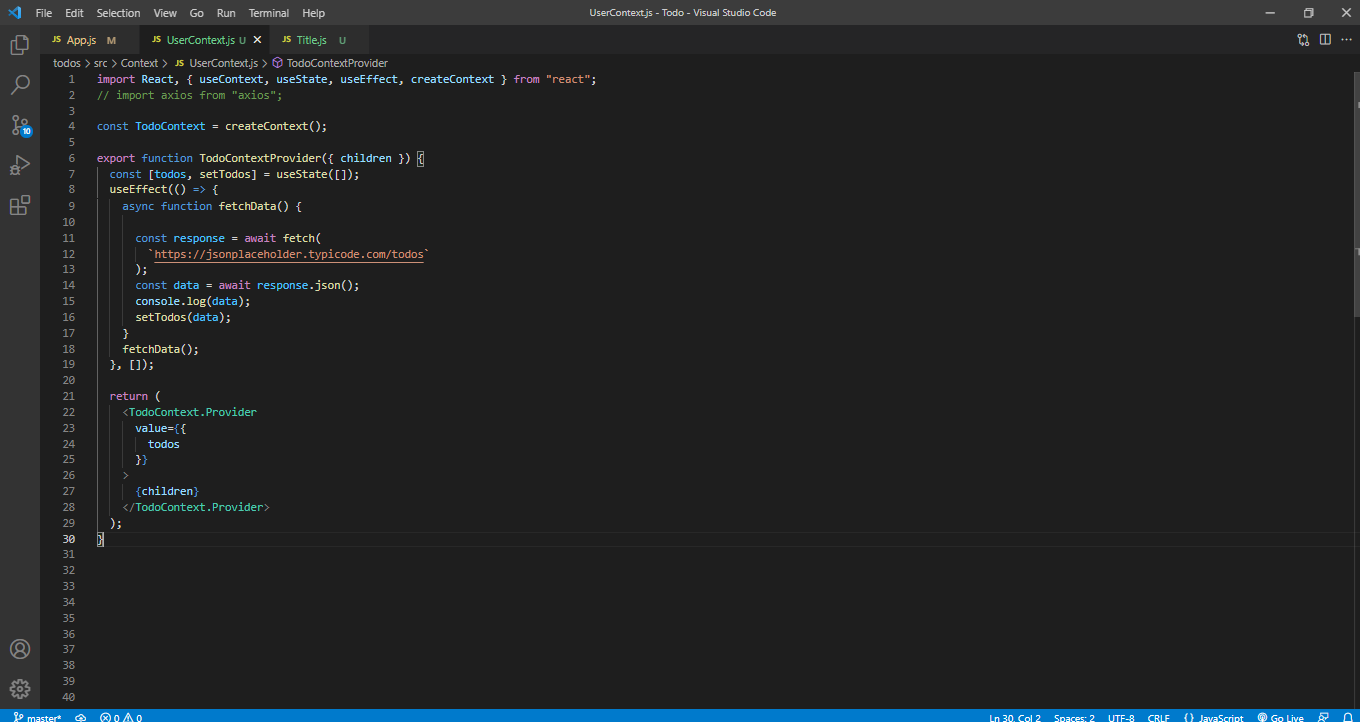 File Edit Selection View Go Run Terminal Help UserContext.js - Todo - Visual Studio Code
JS App.js M JS UserContext.js U JS Title.js U
todos > src > Context > JS UserContext.js > TodoContextProvider
1 import React, { useContext, useState, useEffect, createContext } from "react";
2 // import axios from "axios";
3
4 const TodoContext = createContext();
5
6 export function TodoContextProvider({ children }) {
7 const [todos, setTodos] = useState([]);
8 useEffect(() => {
9 async function fetchData() {
10
11 const response = await fetch(
12 `https://jsonplaceholder.typicode.com/todos`
13 );
14 const data = await response.json();
15 console.log(data);
16 setTodos(data);
17 }
18 fetchData();
19 }, []);
20
21 return (
22 <TodoContext.Provider
23 value={{
24 todos
25 }}
26 >
27 {children}
28 </TodoContext.Provider>
29 );
30 }
31
32
33
34
35
36
37
38
39
40
10
master* 0 0 Ln 30, Col 2 Spaces: 2 UTF-8 CRLF {} JavaScript Go Live